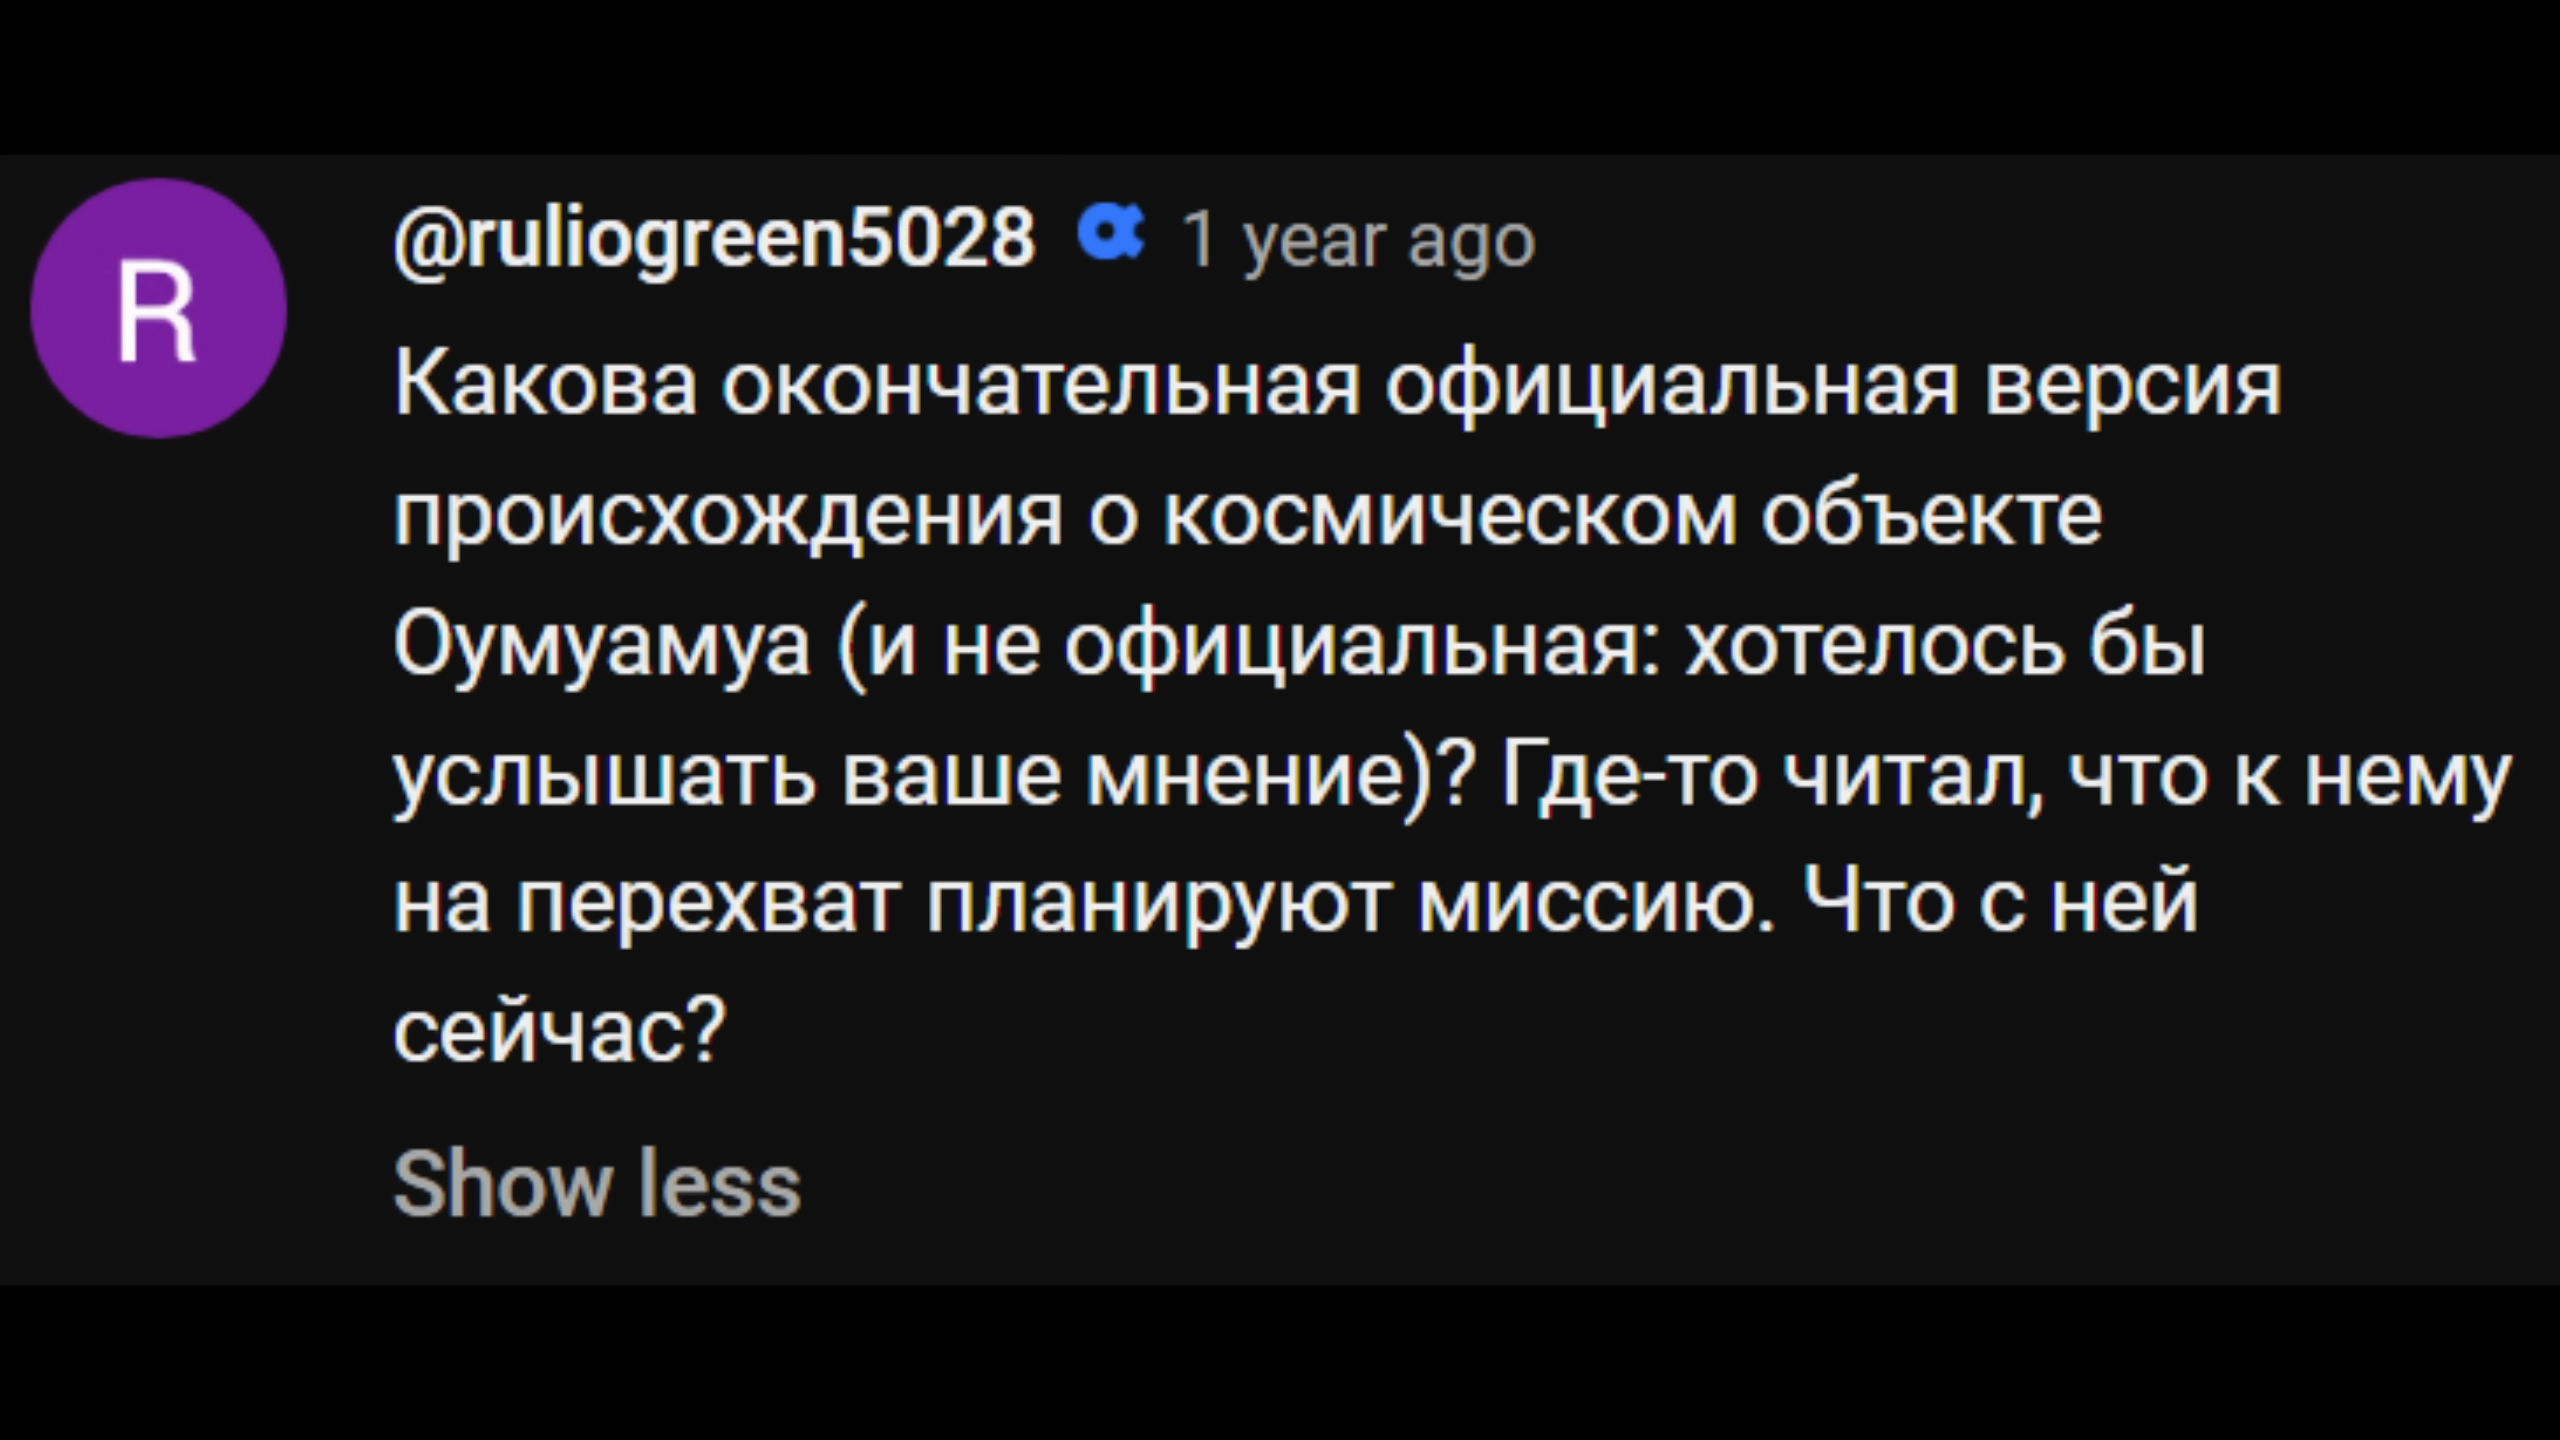 R
@ruliogreen5028 1 year ago
Какова окончательная официальная версия
происхождения о космическом объекте
Оумуамуа (и не официальная: хотелось бы
услышать ваше мнение)? Где-то читал, что к нему
на перехват планируют миссию. Что с ней
сейчас?
Show less